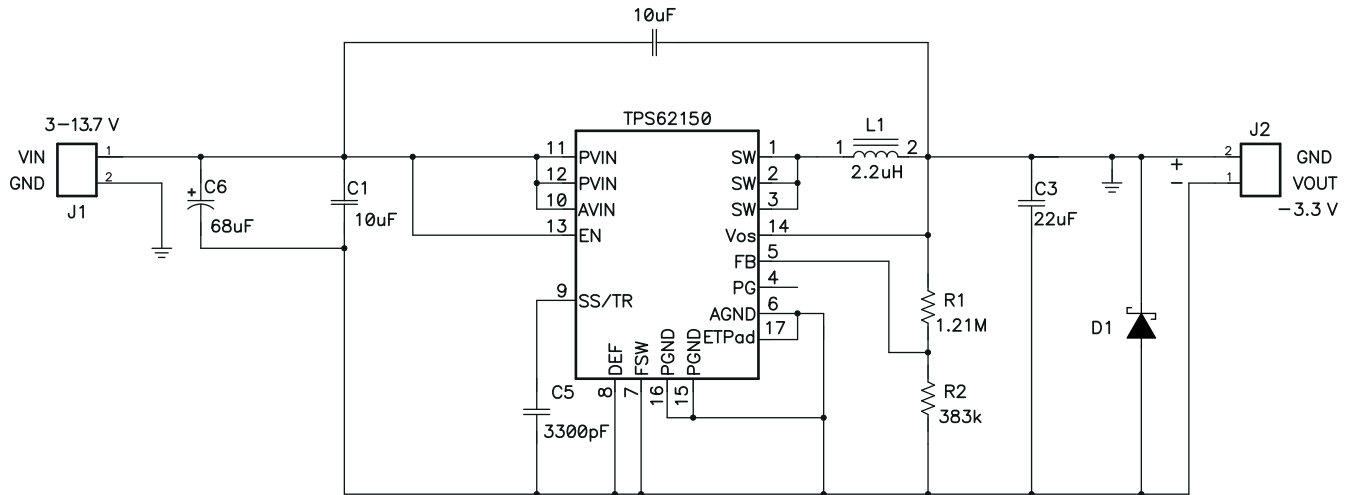 10uF
TPS62150
3-13.7 V
VIN 1
GND 2
J1
+ C6
68uF
C1
10uF
11 PVIN
12 PVIN
10 AVIN
13 EN
9 SS/TR
8 DEF
7 FSW
16 PGND
15 PGND
SW 1
SW 2
SW 3
Vos 14
FB 5
PG 4
AGND 6
ETPad 17
C5
3300pF
L1
1 2
2.2uH
R1
1.21M
R2
383k
C3
22uF
D1
J2
+ 2 GND
- 1 VOUT
-3.3 V